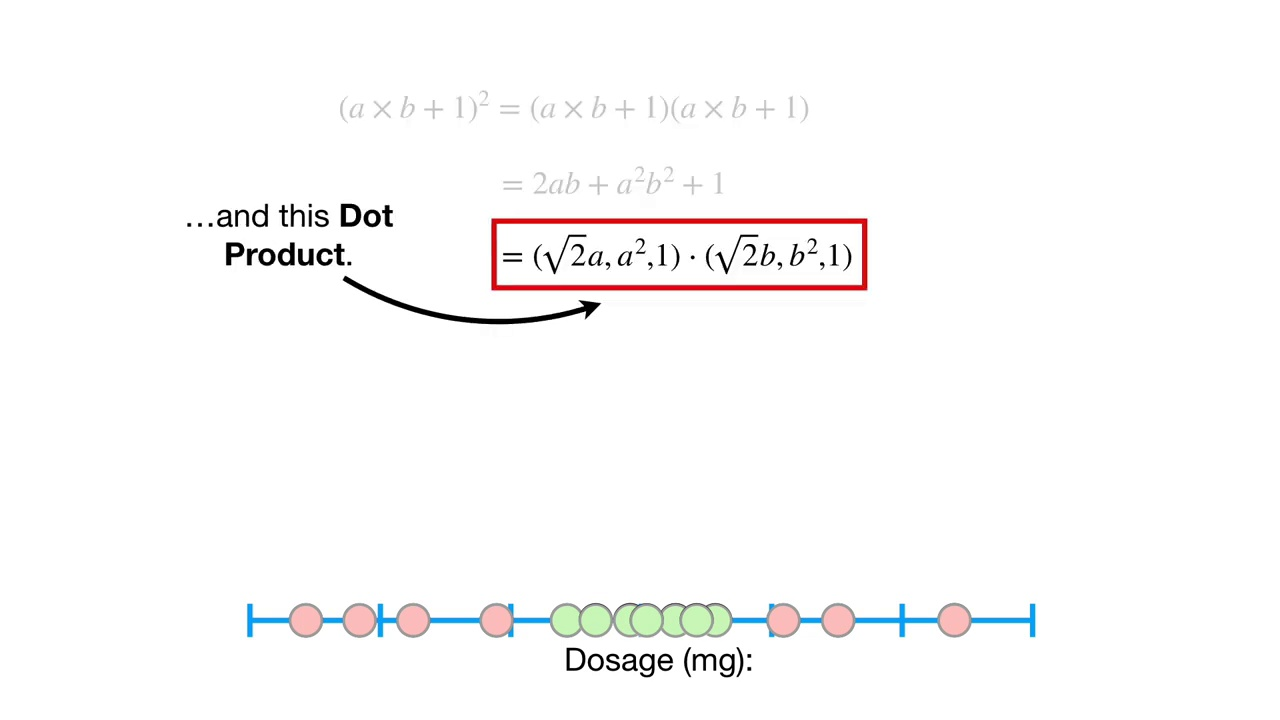 (a × b + 1)² = (a × b + 1)(a × b + 1)
= 2ab + a²b² + 1
…and this Dot
Product.
= (√2a, a²,1) · (√2b, b²,1)
Dosage (mg):